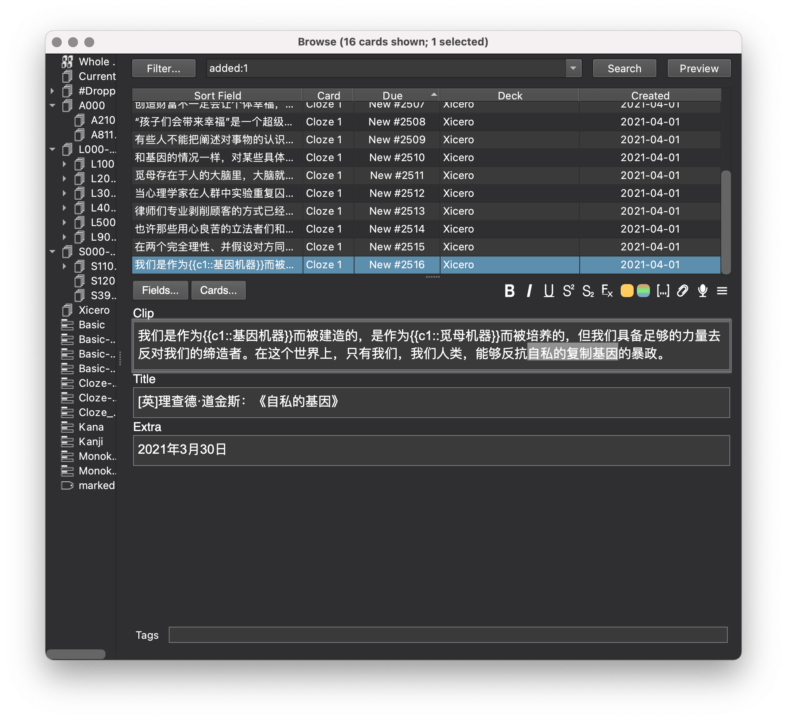 Browse (16 cards shown; 1 selected)
Whole .
Current
#Dropp
A000
A210
A811.
L000-..
L100
L20..
L30..
L40..
L500
L90..
S000-..
S110.
S120
S39..
Xicero
Basic
Basic-..
Basic-..
Basic-..
Cloze-..
Cloze-..
Cloze_.
Kana
Kanji
Monok..
Monok..
marked
Filter... added:1 Search Preview
Sort Field Card Due Deck Created
创造财富不一定会让个体幸福，... Cloze 1 New #2507 Xicero 2021-04-01
“孩子们会带来幸福”是一个超级... Cloze 1 New #2508 Xicero 2021-04-01
有些人不能把阐述对事物的认识... Cloze 1 New #2509 Xicero 2021-04-01
和基因的情况一样，对某些具体... Cloze 1 New #2510 Xicero 2021-04-01
觅母存在于人的大脑里，大脑就... Cloze 1 New #2511 Xicero 2021-04-01
当心理学家在人群中实验重复囚... Cloze 1 New #2512 Xicero 2021-04-01
律师们专业剥削顾客的方式已经... Cloze 1 New #2513 Xicero 2021-04-01
也许那些用心良苦的立法者们和... Cloze 1 New #2514 Xicero 2021-04-01
在两个完全理性、并假设对方同... Cloze 1 New #2515 Xicero 2021-04-01
我们是作为{{c1::基因机器}}而被... Cloze 1 New #2516 Xicero 2021-04-01
Fields... Cards...
Clip
我们是作为{{c1::基因机器}}而被建造的，是作为{{c1::觅母机器}}而被培养的，但我们具备足够的力量去
反对我们的缔造者。在这个世界上，只有我们，我们人类，能够反抗自私的复制基因的暴政。
Title
[英]理查德·道金斯：《自私的基因》
Extra
2021年3月30日
Tags